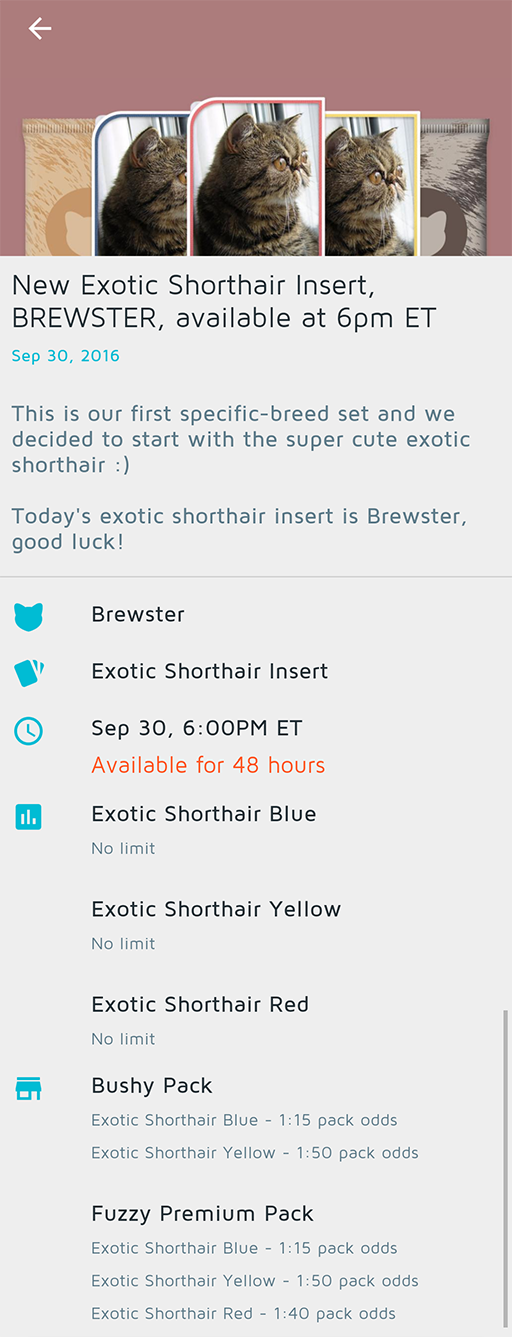 New Exotic Shorthair Insert,
BREWSTER, available at 6pm ET
Sep 30, 2016
This is our first specific-breed set and we
decided to start with the super cute exotic
shorthair :)
Today's exotic shorthair insert is Brewster,
good luck!
Brewster
Exotic Shorthair Insert
Sep 30, 6:00PM ET
Available for 48 hours
Exotic Shorthair Blue
No limit
Exotic Shorthair Yellow
No limit
Exotic Shorthair Red
No limit
Bushy Pack
Exotic Shorthair Blue - 1:15 pack odds
Exotic Shorthair Yellow - 1:50 pack odds
Fuzzy Premium Pack
Exotic Shorthair Blue - 1:15 pack odds
Exotic Shorthair Yellow - 1:50 pack odds
Exotic Shorthair Red - 1:40 pack odds